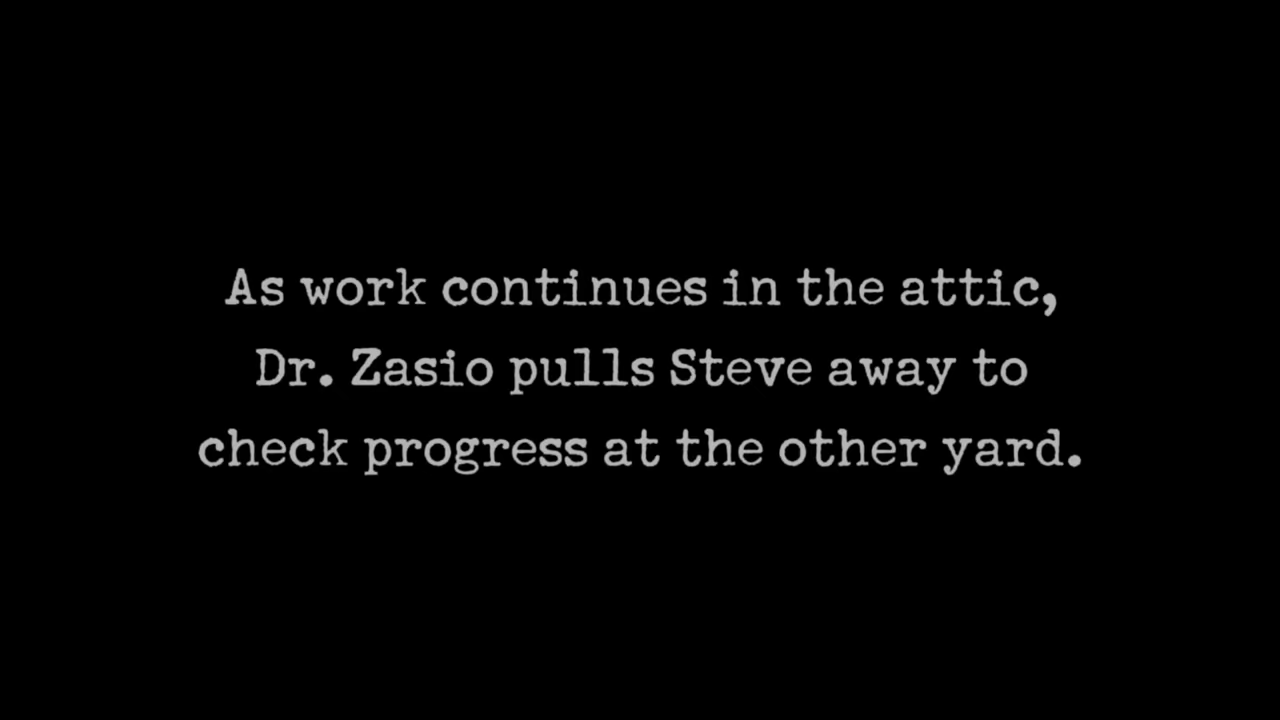 As work continues in the attic,
Dr. Zasio pulls Steve away to
check progress at the other yard.